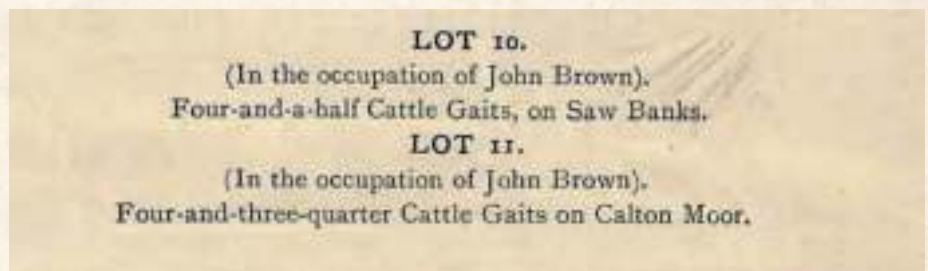 LOT 10.
(In the occupation of John Brown).
Four-and-a-half Cattle Gaits, on Saw Banks.
LOT 11.
(In the occupation of John Brown).
Four-and-three-quarter Cattle Gaits on Calton Moor.